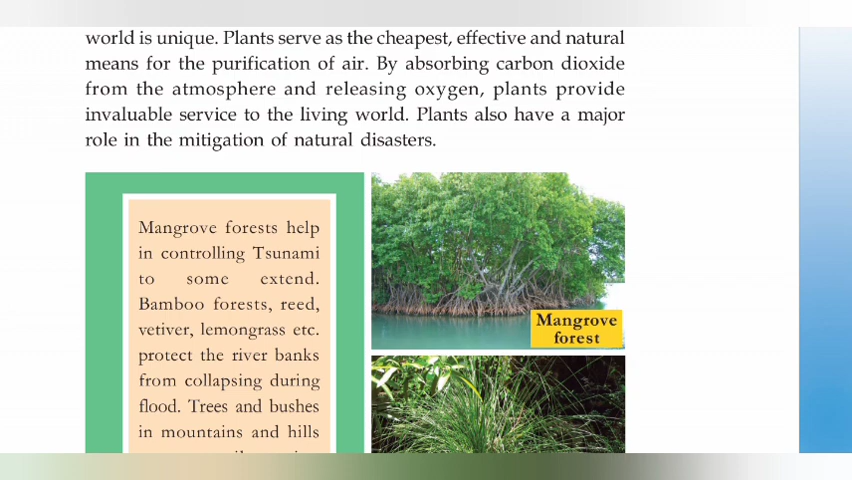 world is unique. Plants serve as the cheapest, effective and natural
means for the purification of air. By absorbing carbon dioxide
from the atmosphere and releasing oxygen, plants provide
invaluable service to the living world. Plants also have a major
role in the mitigation of natural disasters.
Mangrove forests help
in controlling Tsunami
to some extend.
Bamboo forests, reed,
vetiver, lemongrass etc.
protect the river banks
from collapsing during
flood. Trees and bushes
in mountains and hills
Mangrove
forest